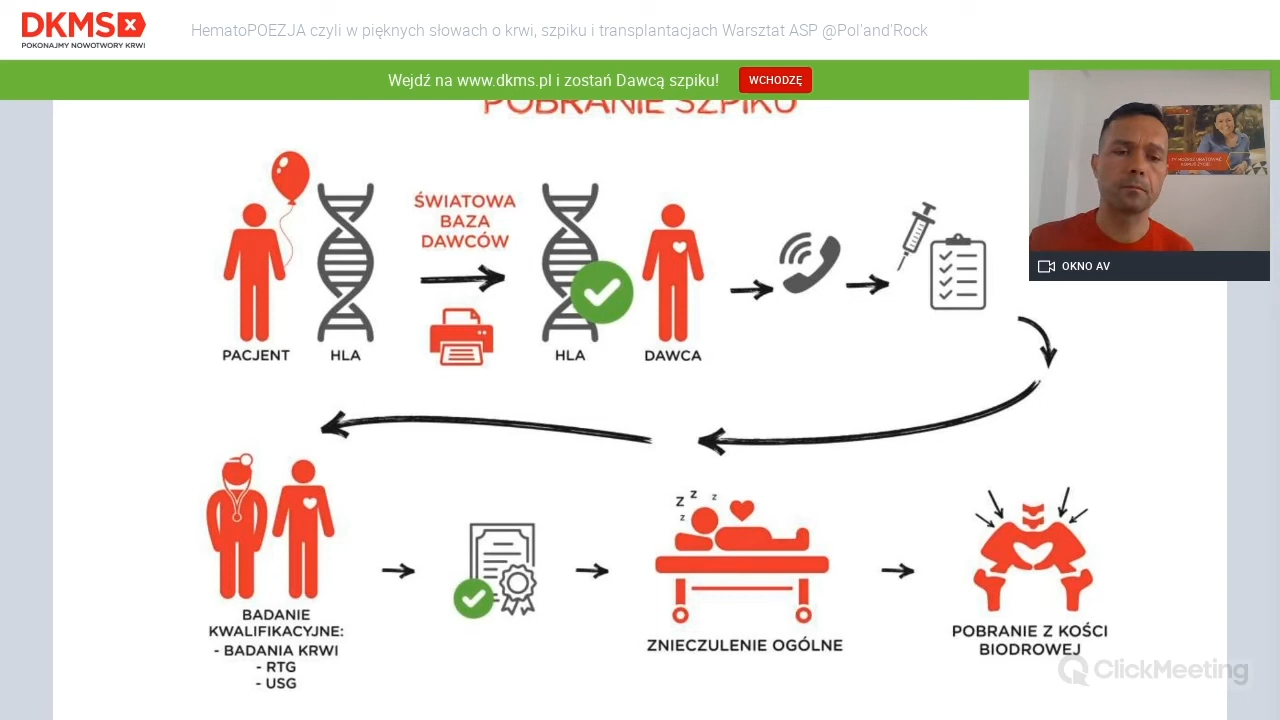 DKMS
POKONAJMY NOWOTWORY KRWI
HematoPOEZJA czyli w pięknych słowach o krwi, szpiku i transplantacjach Warsztat ASP @Pol'and'Rock
Wejdź na www.dkms.pl i zostań Dawcą szpiku!
WCHODZĘ
POBRANIE SZPIKU
OKNO AV
ŚWIATOWA
BAZA
DAWCÓW
PACJENT
HLA
HLA
DAWCA
z
z
z
z
BADANIE
KWALIFIKACYJNE:
- BADANIA KRWI
- RTG
- USG
ZNIECZULENIE OGÓLNE
POBRANIE Z KOŚCI
BIODROWEJ
ClickMeeting